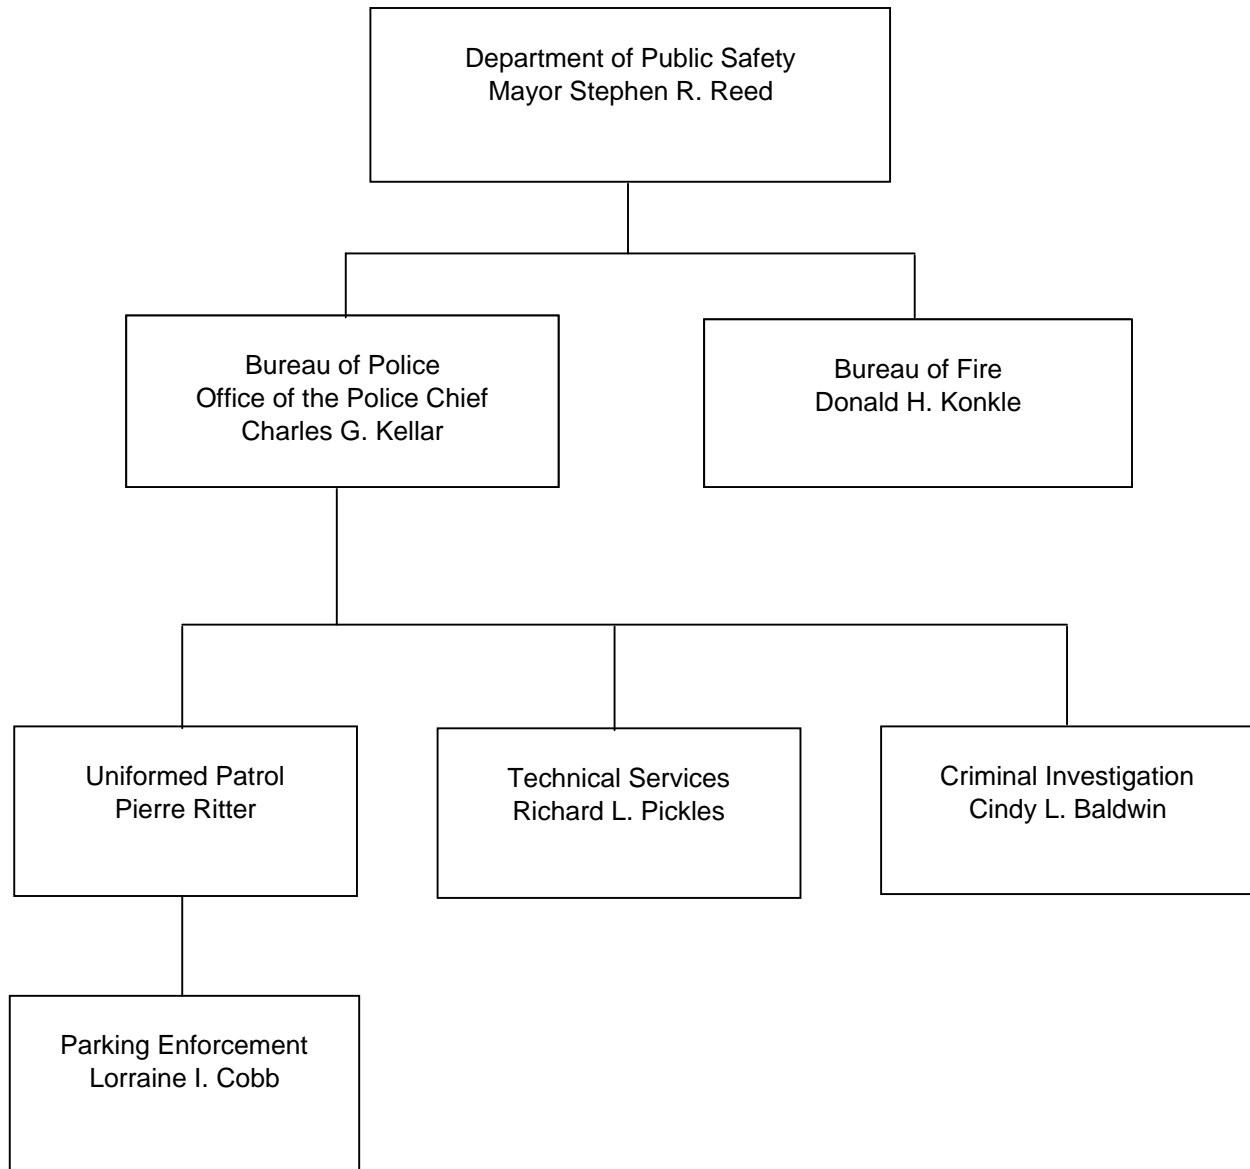 Department of Public Safety
Mayor Stephen R. Reed
Bureau of Police
Office of the Police Chief
Charles G. Kellar
Bureau of Fire
Donald H. Konkle
Uniformed Patrol
Pierre Ritter
Technical Services
Richard L. Pickles
Criminal Investigation
Cindy L. Baldwin
Parking Enforcement
Lorraine I. Cobb